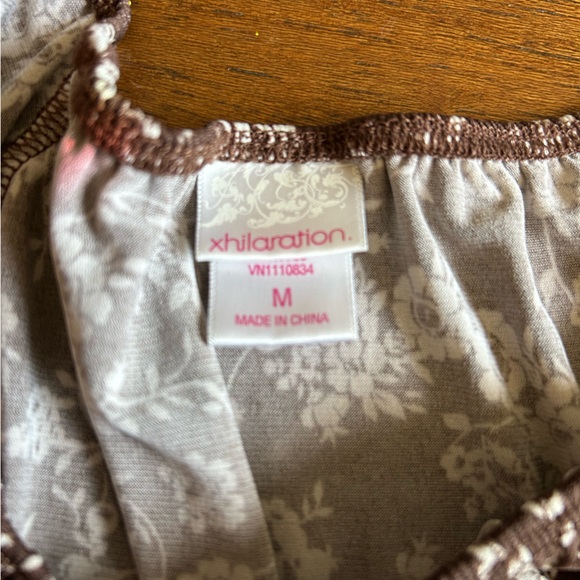 xhilaration.
VN1110834
M
MADE IN CHINA